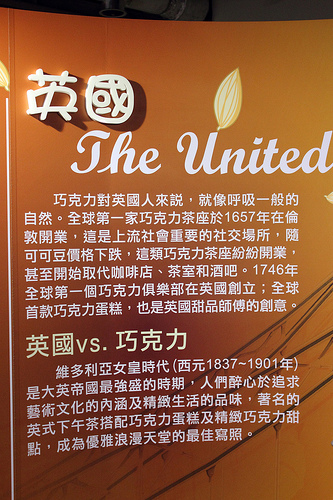 英國
The United
巧克力對英國人來說，就像呼吸一般的
自然。全球第一家巧克力茶座於1657年在倫
敦開業，這是上流社會重要的社交場所，隨
可可豆價格下跌，這類巧克力茶座紛紛開業，
甚至開始取代咖啡店、茶室和酒吧。1746年
全球第一個巧克力俱樂部在英國創立；全球
首款巧克力蛋糕，也是英國甜品師傅的創意。
英國vs. 巧克力
維多利亞女皇時代 (西元1837~1901年)
是大英帝國最強盛的時期，人們醉心於追求
藝術文化的內涵及精緻生活的品味，著名的
英式下午茶搭配巧克力蛋糕及精緻巧克力甜
點，成為優雅浪漫天堂的最佳寫照。